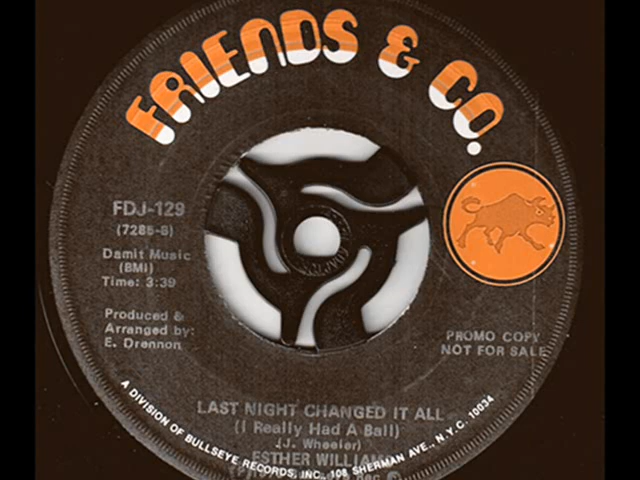 FRIENDS & CO.
FDJ-129
(7285-S)
Damit Music
(BMI)
Time: 3:39
Produced &
Arranged by:
E. Drennon
PROMO COPY
NOT FOR SALE
LAST NIGHT CHANGED IT ALL
(I Really Had A Ball)
(J. Wheeler)
ESTHER WILLIAMS
A DIVISION OF BULLSEYE RECORDS, INC., 108 SHERMAN AVE., N.Y.C. 10034